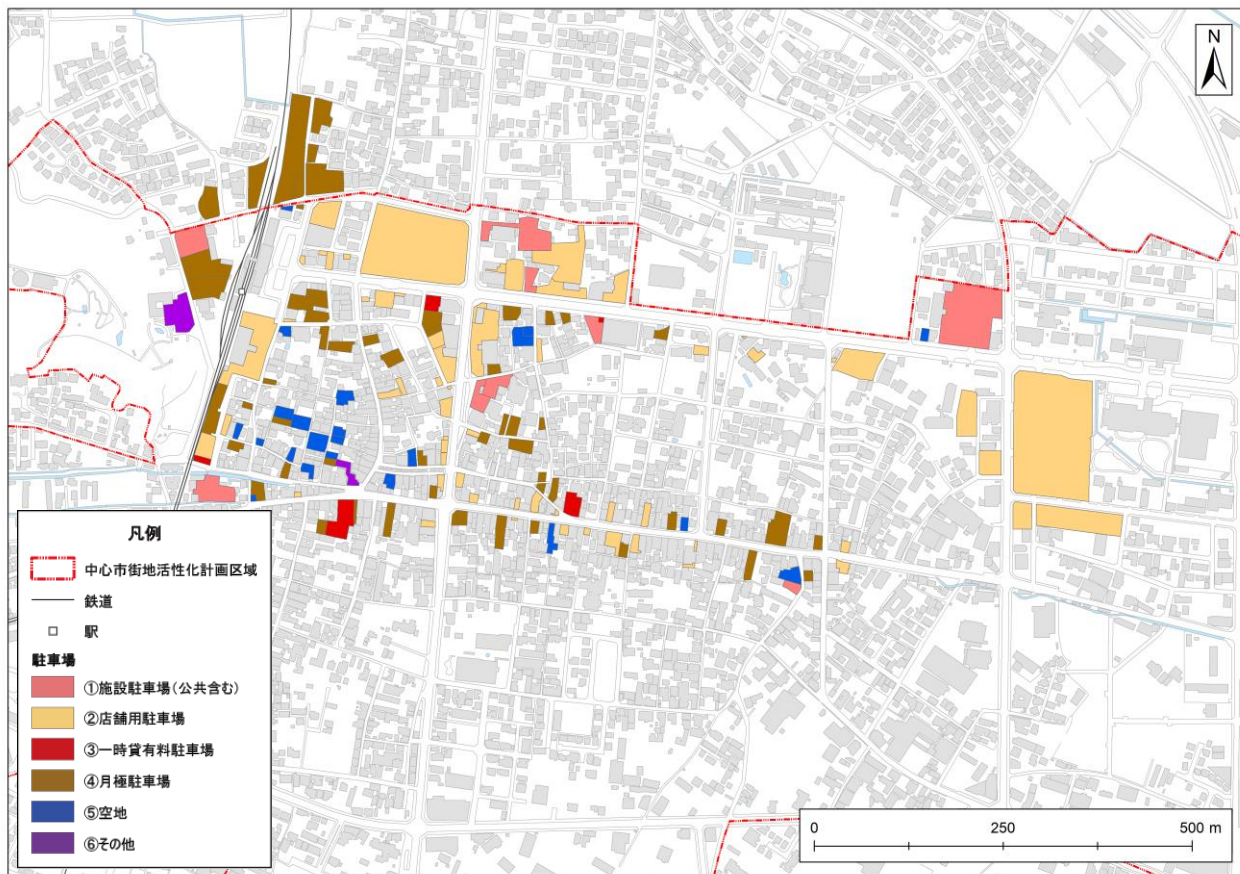 N
凡例
中心市街地活性化計画区域
鉄道
駅
駐車場
①施設駐車場(公共含む)
②店舗用駐車場
③一時貸有料駐車場
④月極駐車場
⑤空地
⑥その他
0 250 500 m